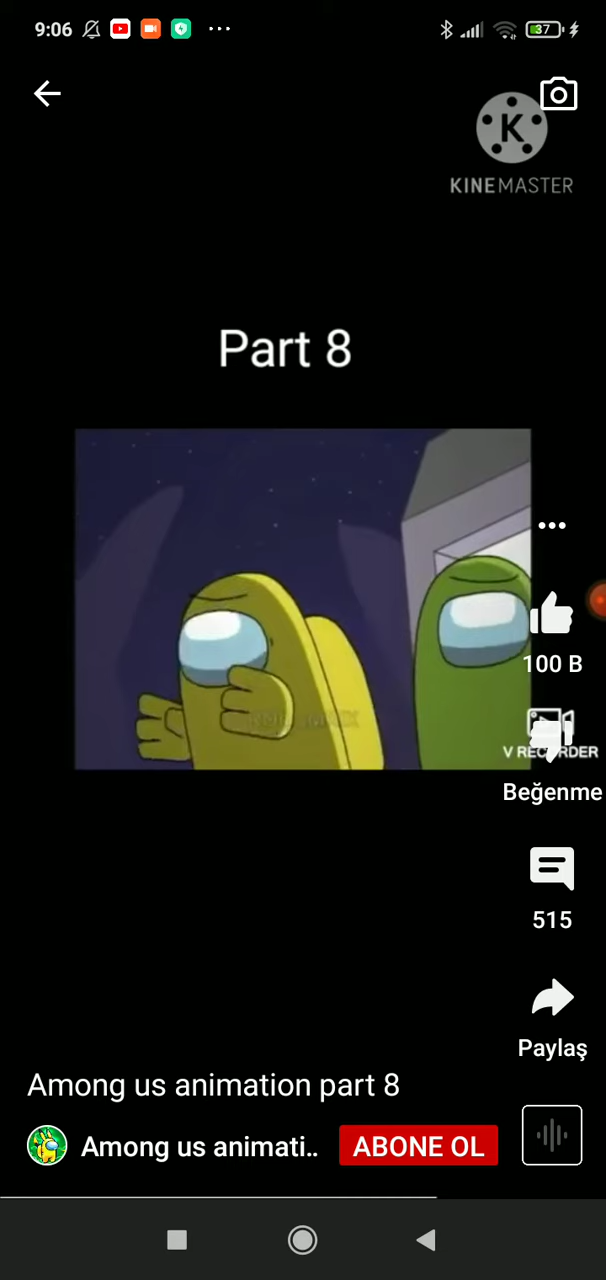 9:06
37
K
KINEMASTER
Part 8
100 B
V RECORDER
Beğenme
515
Paylaş
Among us animation part 8
Among us animati..
ABONE OL